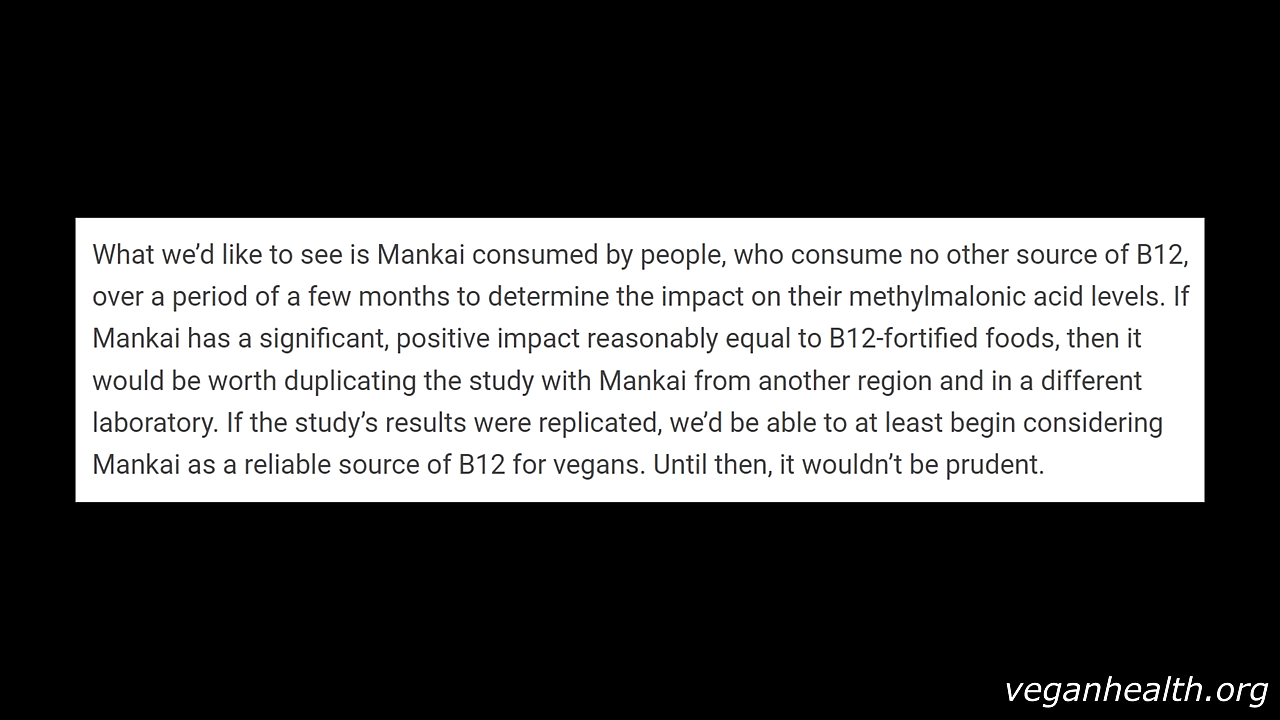 What we’d like to see is Mankai consumed by people, who consume no other source of B12,
over a period of a few months to determine the impact on their methylmalonic acid levels. If
Mankai has a significant, positive impact reasonably equal to B12-fortified foods, then it
would be worth duplicating the study with Mankai from another region and in a different
laboratory. If the study’s results were replicated, we’d be able to at least begin considering
Mankai as a reliable source of B12 for vegans. Until then, it wouldn’t be prudent.
veganhealth.org